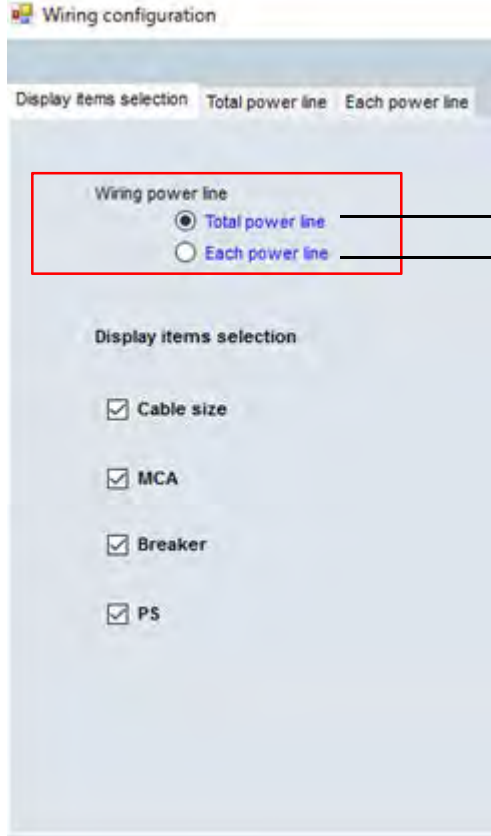 Wiring configuration
Display items selection Total power line Each power line
Wiring power line
Total power line
Each power line
Display items selection
Cable size
MCA
Breaker
PS